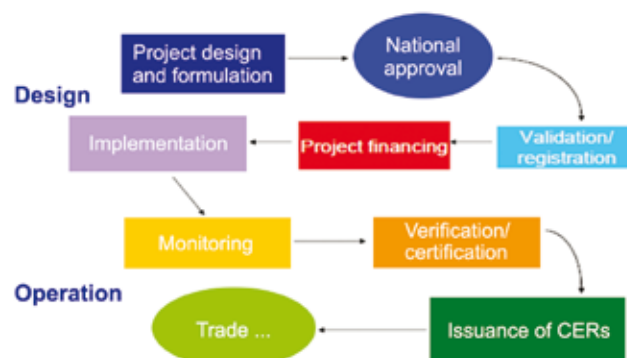 Project design
and formulation
National
approval
Design
Implementation
Project financing
Validation/
registration
Monitoring
Verification/
certification
Operation
Trade ...
Issuance of CERs